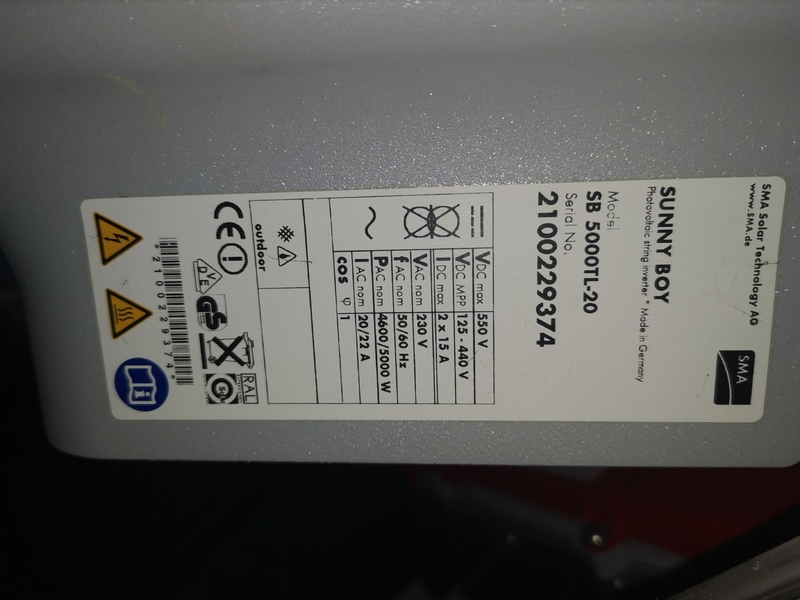 SMA Solar Technology AG
www.SMA.de
SMA
SUNNY BOY
Photovoltaic string inverter * Made in Germany
Model
SB 5000TL-20
Serial No.
2100229374
VDC max 550 V
VDC MPP 125 - 440 V
IDC max 2 x 15 A
VAC nom 230 V
fAC nom 50/60 Hz
PAC nom 4600/5000 W
IAC nom 20/22 A
cos φ 1
outdoor
CE
DVE
GS
RAL
*2100229374*